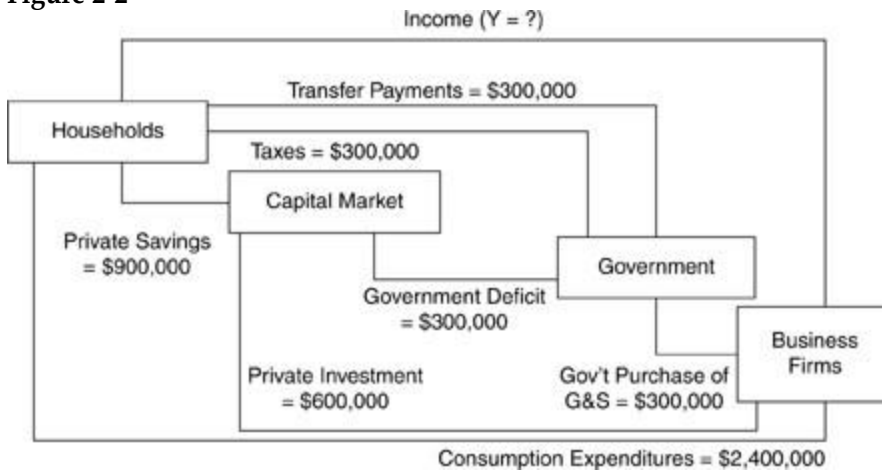 Figure 2-2
Income (Y = ?)
Transfer Payments = $300,000
Households
Taxes = $300,000
Capital Market
Private Savings
= $900,000
Government
Government Deficit
= $300,000
Business
Firms
Private Investment
= $600,000
Gov't Purchase of
G&S = $300,000
Consumption Expenditures = $2,400,000